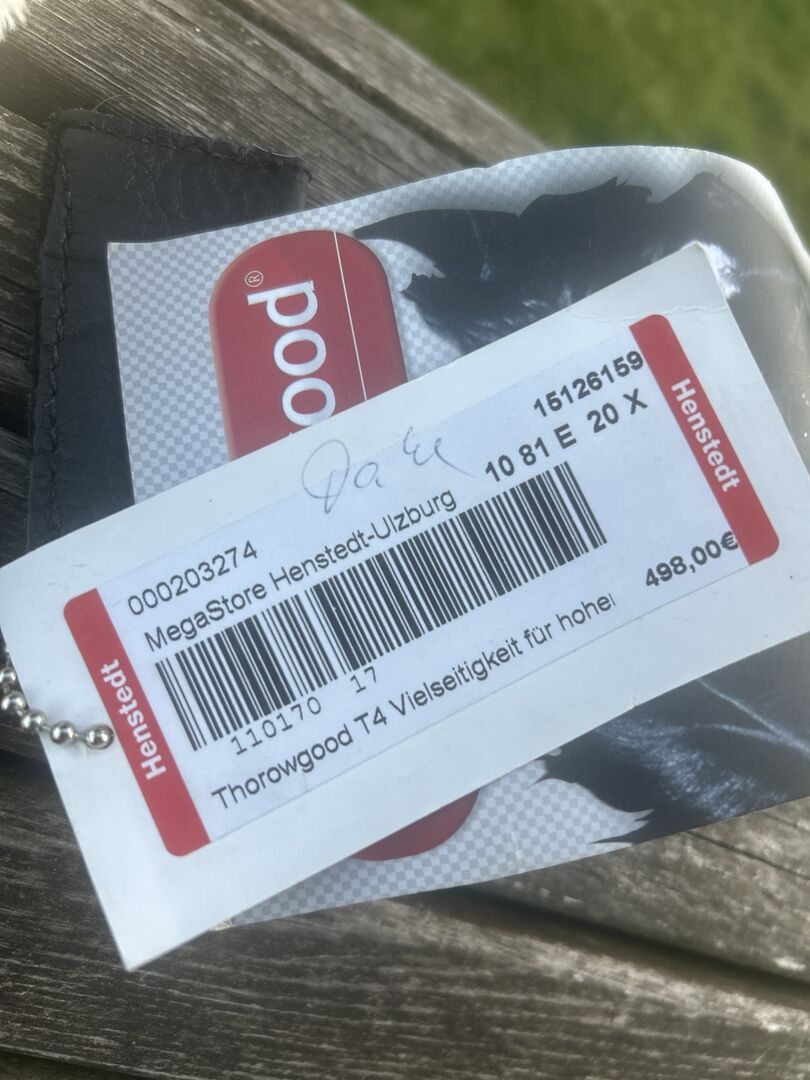 ood®
15126159
10 81 E 20 X
000203274
MegaStore Henstedt-Ulzburg
110170 17
Thorowgood T4 Vielseitigkeit für hohe
498,00€
Henstedt
Henstedt